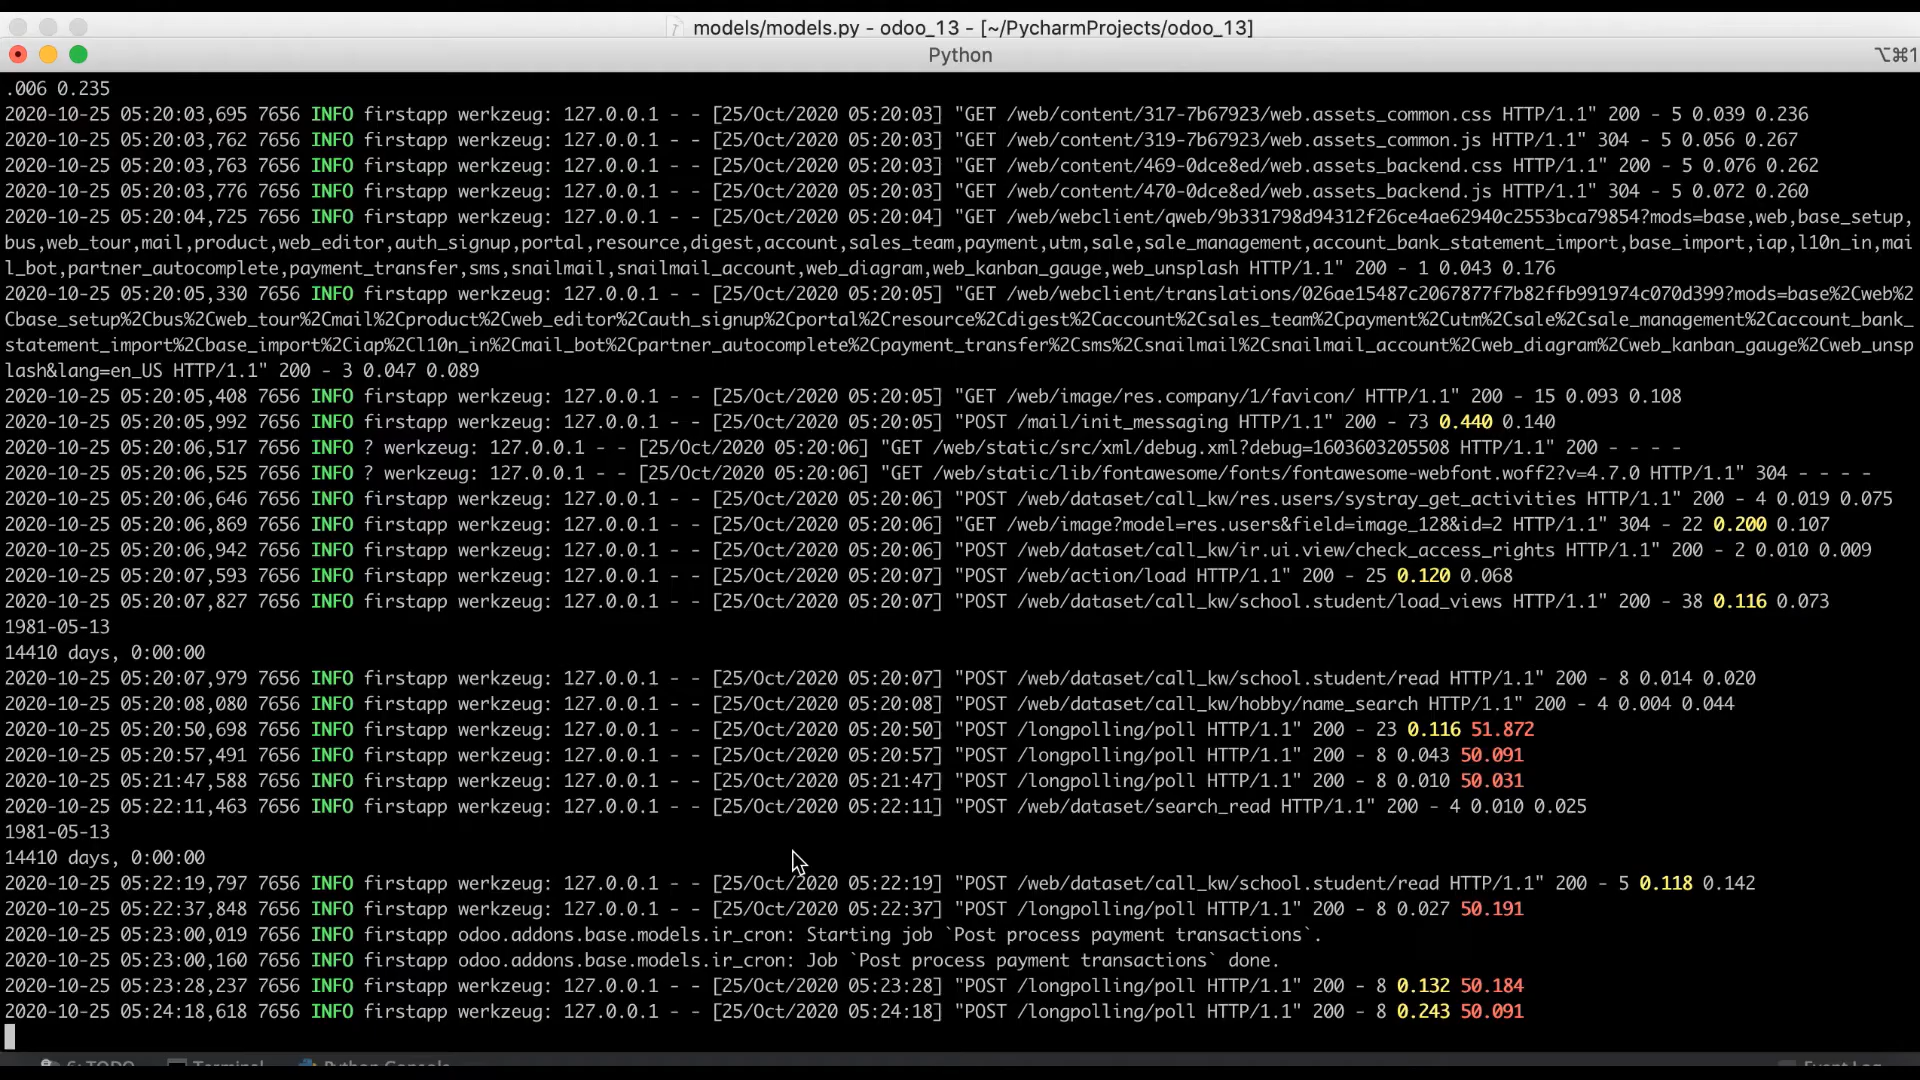 models/models.py - odoo_13 - [~/PycharmProjects/odoo_13]
Python
⌥⌘1
.006 0.235
2020-10-25 05:20:03,695 7656 INFO firstapp werkzeug: 127.0.0.1 - - [25/Oct/2020 05:20:03] "GET /web/content/317-7b67923/web.assets_common.css HTTP/1.1" 200 - 5 0.039 0.236
2020-10-25 05:20:03,762 7656 INFO firstapp werkzeug: 127.0.0.1 - - [25/Oct/2020 05:20:03] "GET /web/content/319-7b67923/web.assets_common.js HTTP/1.1" 304 - 5 0.056 0.267
2020-10-25 05:20:03,763 7656 INFO firstapp werkzeug: 127.0.0.1 - - [25/Oct/2020 05:20:03] "GET /web/content/469-0dce8ed/web.assets_backend.css HTTP/1.1" 200 - 5 0.076 0.262
2020-10-25 05:20:03,776 7656 INFO firstapp werkzeug: 127.0.0.1 - - [25/Oct/2020 05:20:03] "GET /web/content/470-0dce8ed/web.assets_backend.js HTTP/1.1" 304 - 5 0.072 0.260
2020-10-25 05:20:04,725 7656 INFO firstapp werkzeug: 127.0.0.1 - - [25/Oct/2020 05:20:04] "GET /web/webclient/qweb/9b331798d94312f26ce4ae62940c2553bca79854?mods=base,web,base_setup,
bus,web_tour,mail,product,web_editor,auth_signup,portal,resource,digest,account,sales_team,payment,utm,sale,sale_management,account_bank_statement_import,base_import,iap,l10n_in,mai
l_bot,partner_autocomplete,payment_transfer,sms,snailmail,snailmail_account,web_diagram,web_kanban_gauge,web_unsplash HTTP/1.1" 200 - 1 0.043 0.176
2020-10-25 05:20:05,330 7656 INFO firstapp werkzeug: 127.0.0.1 - - [25/Oct/2020 05:20:05] "GET /web/webclient/translations/026ae15487c2067877f7b82ffb991974c070d399?mods=base%2Cweb%2
Cbase_setup%2Cbus%2Cweb_tour%2Cmail%2Cproduct%2Cweb_editor%2Cauth_signup%2Cportal%2Cresource%2Cdigest%2Caccount%2Csales_team%2Cpayment%2Cutm%2Csale%2Csale_management%2Caccount_bank_
statement_import%2Cbase_import%2Ciap%2Cl10n_in%2Cmail_bot%2Cpartner_autocomplete%2Cpayment_transfer%2Csms%2Csnailmail%2Csnailmail_account%2Cweb_diagram%2Cweb_kanban_gauge%2Cweb_unsp
lash&lang=en_US HTTP/1.1" 200 - 3 0.047 0.089
2020-10-25 05:20:05,408 7656 INFO firstapp werkzeug: 127.0.0.1 - - [25/Oct/2020 05:20:05] "GET /web/image/res.company/1/favicon/ HTTP/1.1" 200 - 15 0.093 0.108
2020-10-25 05:20:05,992 7656 INFO firstapp werkzeug: 127.0.0.1 - - [25/Oct/2020 05:20:05] "POST /mail/init_messaging HTTP/1.1" 200 - 73 0.440 0.140
2020-10-25 05:20:06,517 7656 INFO ? werkzeug: 127.0.0.1 - - [25/Oct/2020 05:20:06] "GET /web/static/src/xml/debug.xml?debug=1603603205508 HTTP/1.1" 200 - - - -
2020-10-25 05:20:06,525 7656 INFO ? werkzeug: 127.0.0.1 - - [25/Oct/2020 05:20:06] "GET /web/static/lib/fontawesome/fonts/fontawesome-webfont.woff2?v=4.7.0 HTTP/1.1" 304 - - - -
2020-10-25 05:20:06,646 7656 INFO firstapp werkzeug: 127.0.0.1 - - [25/Oct/2020 05:20:06] "POST /web/dataset/call_kw/res.users/systray_get_activities HTTP/1.1" 200 - 4 0.019 0.075
2020-10-25 05:20:06,869 7656 INFO firstapp werkzeug: 127.0.0.1 - - [25/Oct/2020 05:20:06] "GET /web/image?model=res.users&field=image_128&id=2 HTTP/1.1" 304 - 22 0.200 0.107
2020-10-25 05:20:06,942 7656 INFO firstapp werkzeug: 127.0.0.1 - - [25/Oct/2020 05:20:06] "POST /web/dataset/call_kw/ir.ui.view/check_access_rights HTTP/1.1" 200 - 2 0.010 0.009
2020-10-25 05:20:07,593 7656 INFO firstapp werkzeug: 127.0.0.1 - - [25/Oct/2020 05:20:07] "POST /web/action/load HTTP/1.1" 200 - 25 0.120 0.068
2020-10-25 05:20:07,827 7656 INFO firstapp werkzeug: 127.0.0.1 - - [25/Oct/2020 05:20:07] "POST /web/dataset/call_kw/school.student/load_views HTTP/1.1" 200 - 38 0.116 0.073
1981-05-13
14410 days, 0:00:00
2020-10-25 05:20:07,979 7656 INFO firstapp werkzeug: 127.0.0.1 - - [25/Oct/2020 05:20:07] "POST /web/dataset/call_kw/school.student/read HTTP/1.1" 200 - 8 0.014 0.020
2020-10-25 05:20:08,080 7656 INFO firstapp werkzeug: 127.0.0.1 - - [25/Oct/2020 05:20:08] "POST /web/dataset/call_kw/hobby/name_search HTTP/1.1" 200 - 4 0.004 0.044
2020-10-25 05:20:50,698 7656 INFO firstapp werkzeug: 127.0.0.1 - - [25/Oct/2020 05:20:50] "POST /longpolling/poll HTTP/1.1" 200 - 23 0.116 51.872
2020-10-25 05:20:57,491 7656 INFO firstapp werkzeug: 127.0.0.1 - - [25/Oct/2020 05:20:57] "POST /longpolling/poll HTTP/1.1" 200 - 8 0.043 50.091
2020-10-25 05:21:47,588 7656 INFO firstapp werkzeug: 127.0.0.1 - - [25/Oct/2020 05:21:47] "POST /longpolling/poll HTTP/1.1" 200 - 8 0.010 50.031
2020-10-25 05:22:11,463 7656 INFO firstapp werkzeug: 127.0.0.1 - - [25/Oct/2020 05:22:11] "POST /web/dataset/search_read HTTP/1.1" 200 - 4 0.010 0.025
1981-05-13
14410 days, 0:00:00
2020-10-25 05:22:19,797 7656 INFO firstapp werkzeug: 127.0.0.1 - - [25/Oct/2020 05:22:19] "POST /web/dataset/call_kw/school.student/read HTTP/1.1" 200 - 5 0.118 0.142
2020-10-25 05:22:37,848 7656 INFO firstapp werkzeug: 127.0.0.1 - - [25/Oct/2020 05:22:37] "POST /longpolling/poll HTTP/1.1" 200 - 8 0.027 50.191
2020-10-25 05:23:00,019 7656 INFO firstapp odoo.addons.base.models.ir_cron: Starting job `Post process payment transactions`.
2020-10-25 05:23:00,160 7656 INFO firstapp odoo.addons.base.models.ir_cron: Job `Post process payment transactions` done.
2020-10-25 05:23:28,237 7656 INFO firstapp werkzeug: 127.0.0.1 - - [25/Oct/2020 05:23:28] "POST /longpolling/poll HTTP/1.1" 200 - 8 0.132 50.184
2020-10-25 05:24:18,618 7656 INFO firstapp werkzeug: 127.0.0.1 - - [25/Oct/2020 05:24:18] "POST /longpolling/poll HTTP/1.1" 200 - 8 0.243 50.091
6: TODO Terminal Python Console Event Log